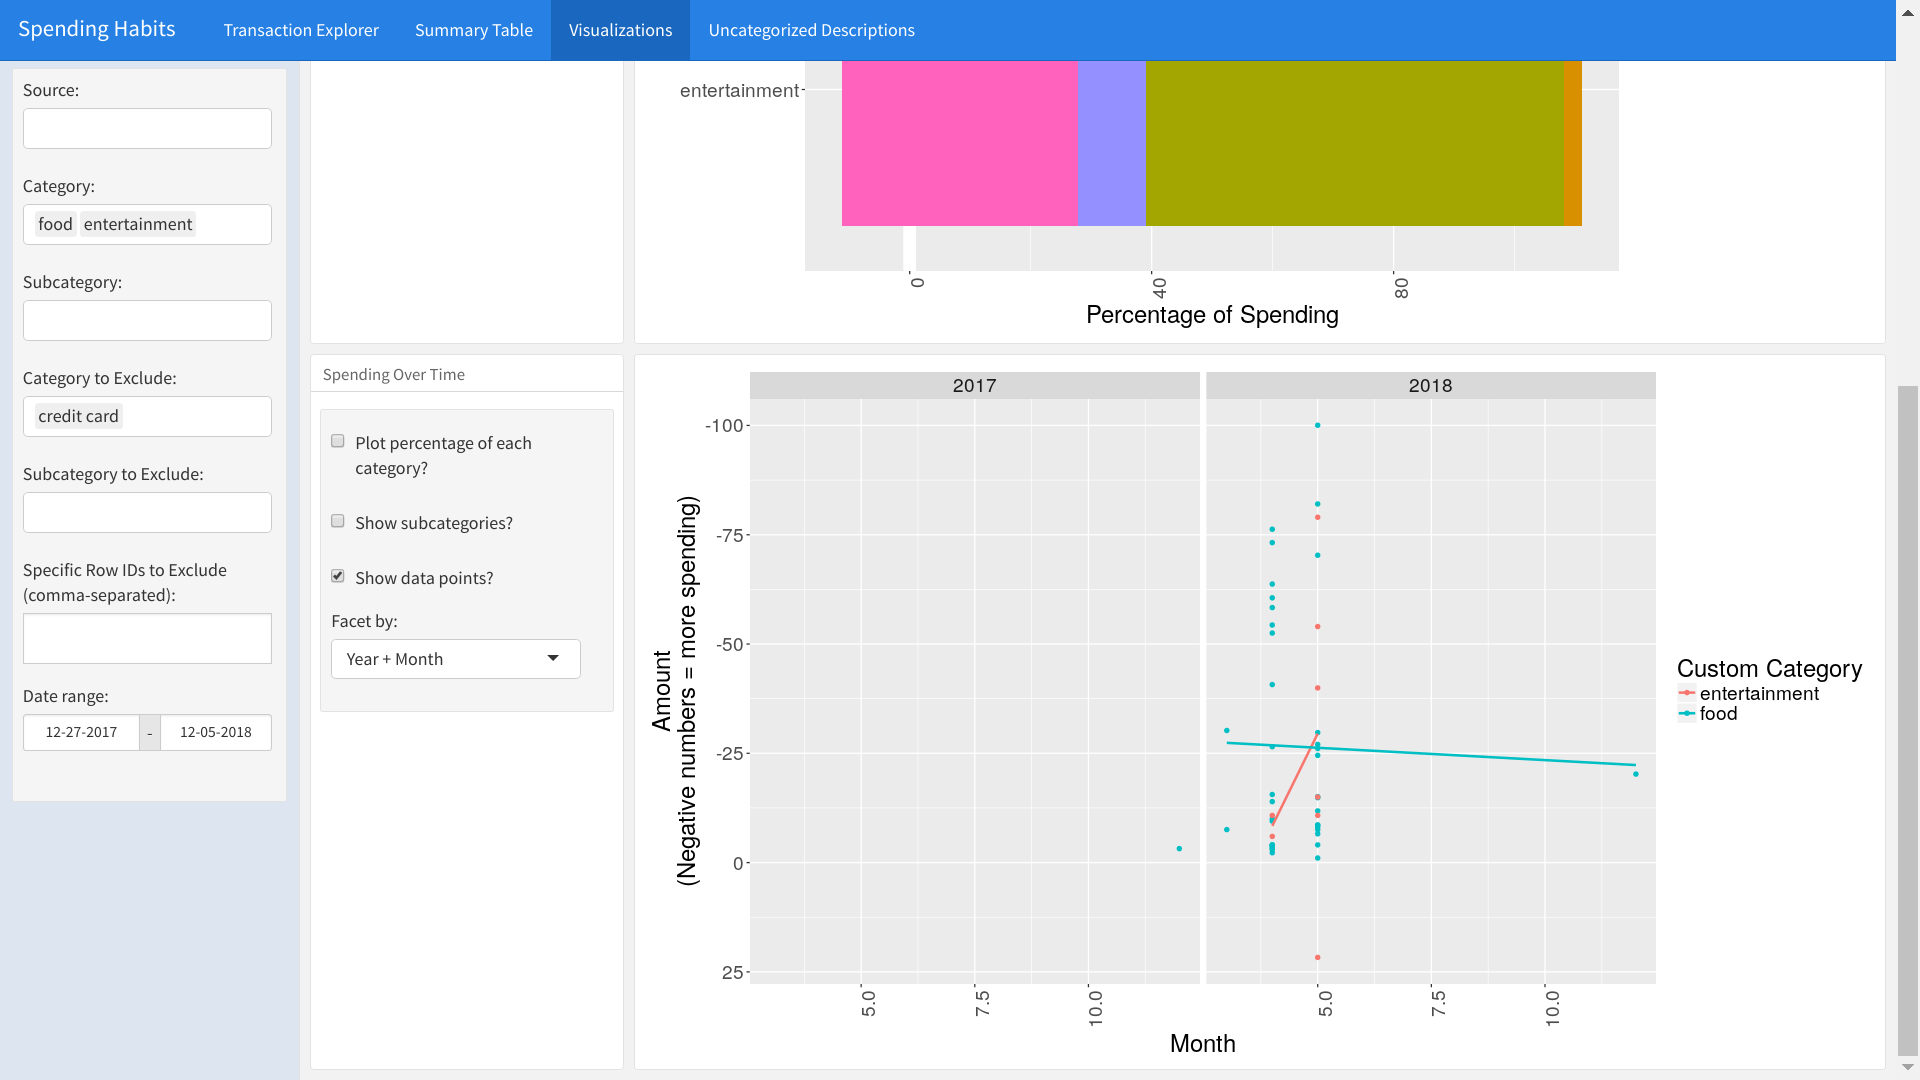 Spending Habits
Transaction Explorer
Summary Table
Visualizations
Uncategorized Descriptions
Source:
Category:
food entertainment
Subcategory:
Category to Exclude:
credit card
Subcategory to Exclude:
Specific Row IDs to Exclude
(comma-separated):
Date range:
12-27-2017 - 12-05-2018
entertainment
0 40 80
Percentage of Spending
Spending Over Time
Plot percentage of each
category?
Show subcategories?
Show data points?
Facet by:
Year + Month
2017 2018
Amount
(Negative numbers = more spending)
-100
-75
-50
-25
0
25
5.0 7.5 10.0 5.0 7.5 10.0
Month
Custom Category
entertainment
food